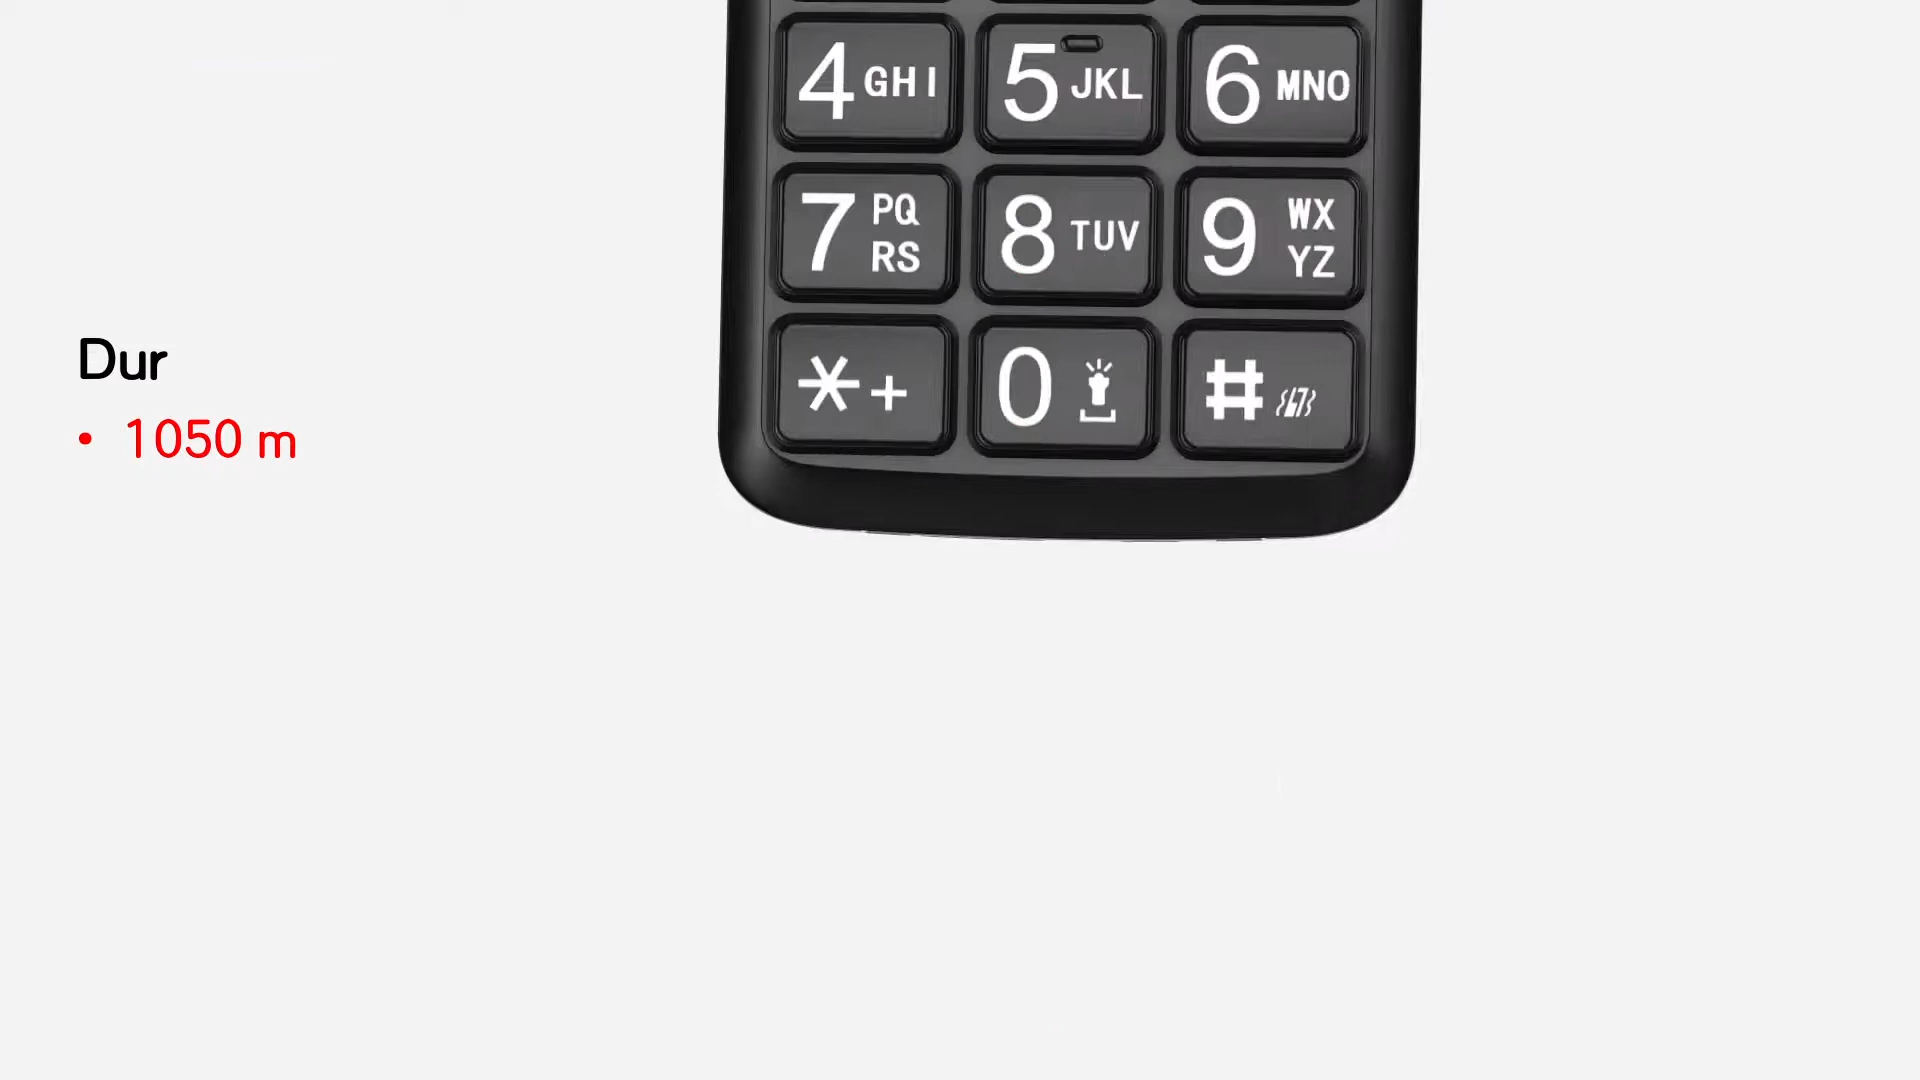 4 GHI 5 JKL 6 MNO
7 PQ RS 8 TUV 9 WX YZ
* + 0 #
Dur
• 1050 m